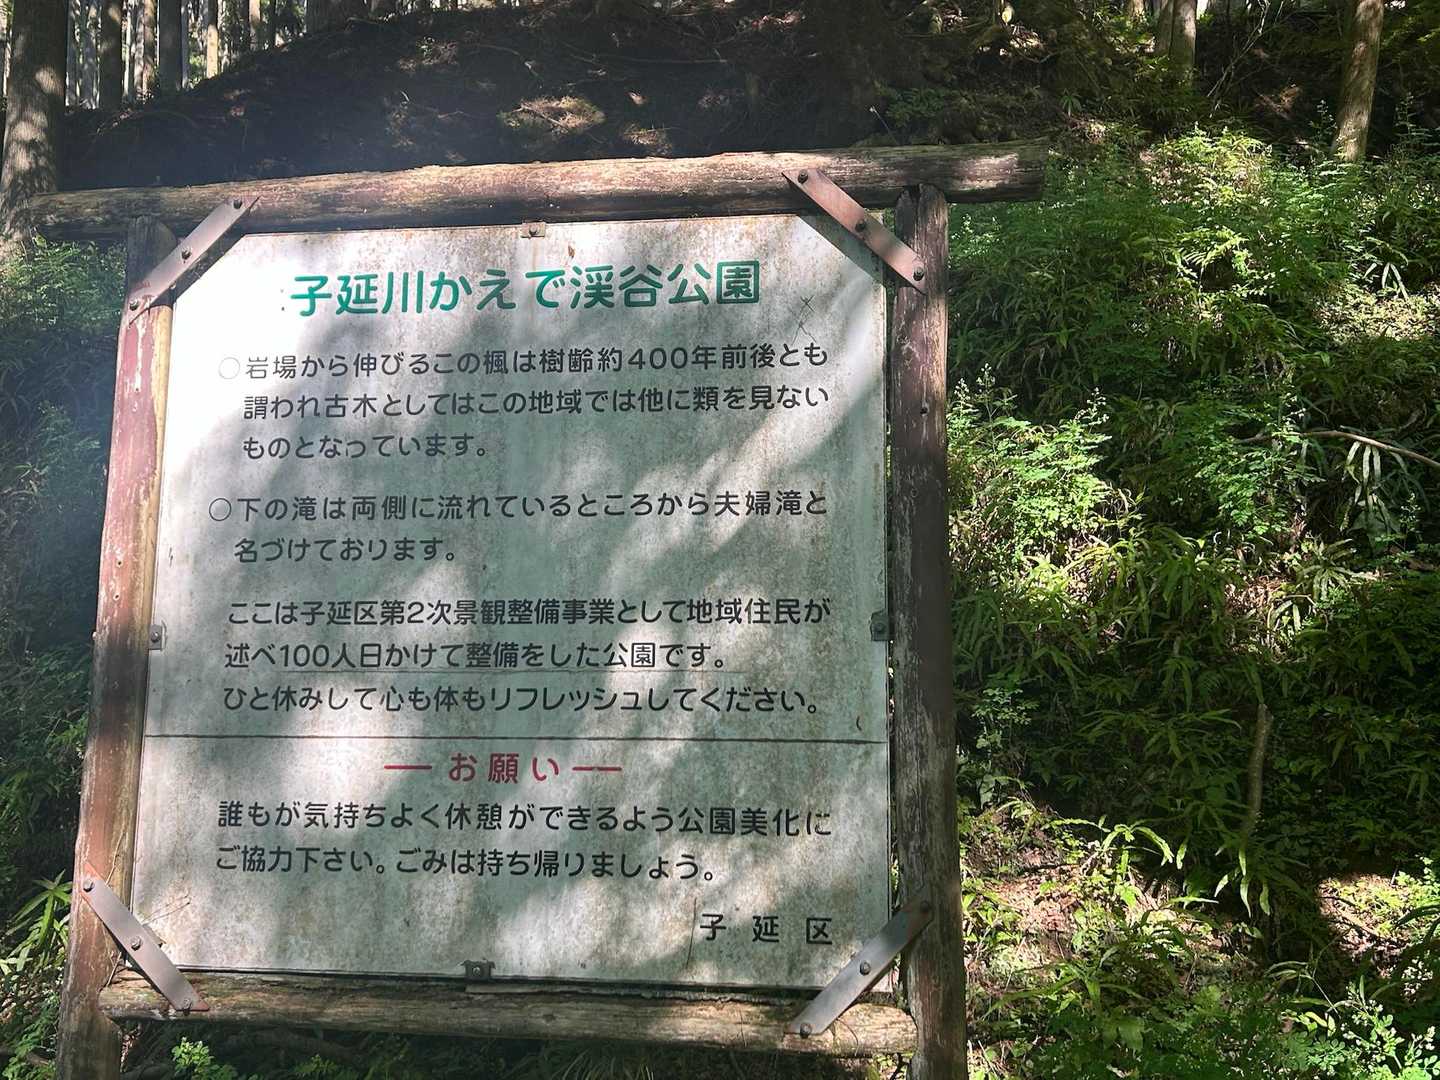 子延川かえで渓谷公園
○岩場から伸びるこの楓は樹齢約400年前後とも
謂われ古木としてはこの地域では他に類を見ない
ものとなっています。
○下の滝は両側に流れているところから夫婦滝と
名づけております。
ここは子延区第2次景観整備事業として地域住民が
述べ100人日かけて整備をした公園です。
ひと休みして心も体もリフレッシュしてください。
― お願い ―
誰もが気持ちよく休憩ができるよう公園美化に
ご協力下さい。ごみは持ち帰りましょう。
子延区